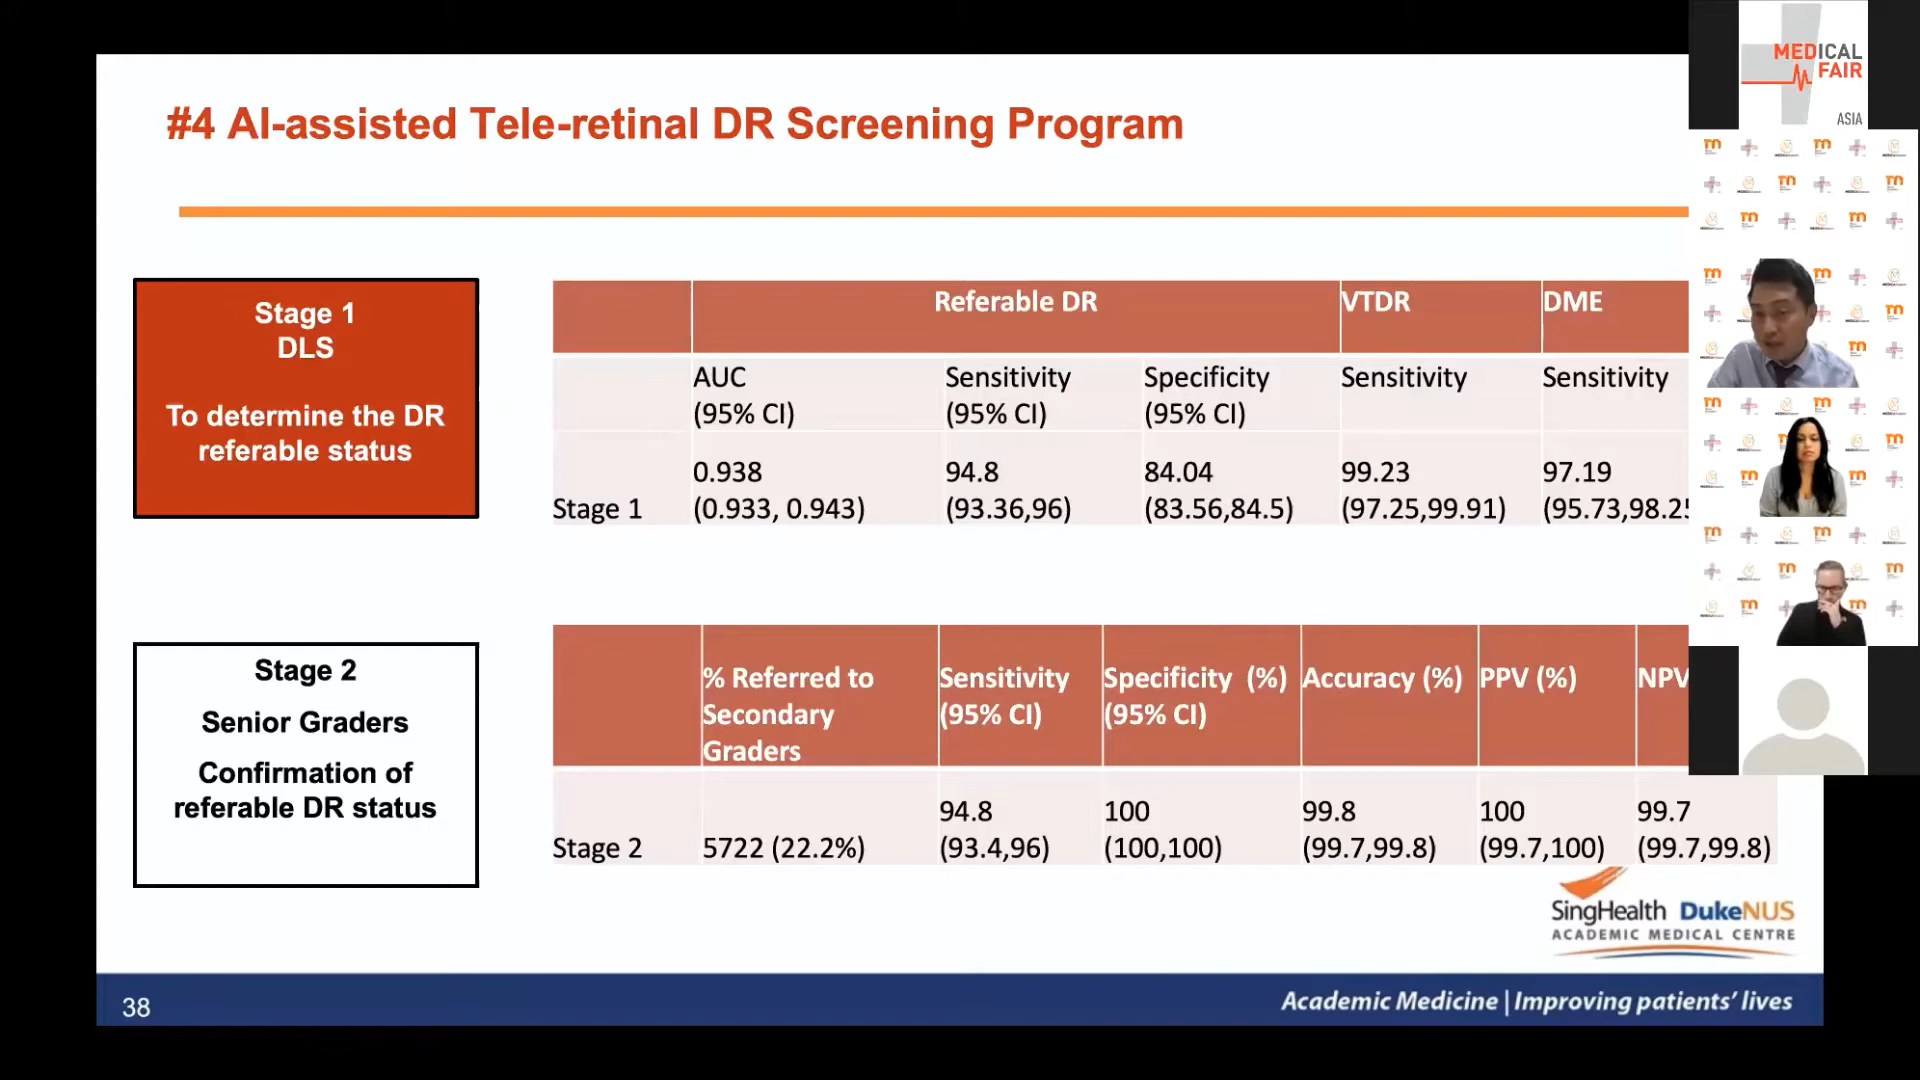 #4 AI-assisted Tele-retinal DR Screening Program
MEDICAL
FAIR
ASIA
Stage 1
DLS
To determine the DR
referable status
Referable DR VTDR DME
AUC Sensitivity Specificity Sensitivity Sensitivity
(95% CI) (95% CI) (95% CI)
0.938 94.8 84.04 99.23 97.19
Stage 1 (0.933, 0.943) (93.36,96) (83.56,84.5) (97.25,99.91) (95.73,98.25
Stage 2
Senior Graders
Confirmation of
referable DR status
% Referred to Sensitivity Specificity (%) Accuracy (%) PPV (%) NPV
Secondary (95% CI) (95% CI)
Graders
94.8 100 99.8 100 99.7
Stage 2 5722 (22.2%) (93.4,96) (100,100) (99.7,99.8) (99.7,100) (99.7,99.8)
SingHealth DukeNUS
ACADEMIC MEDICAL CENTRE
38
Academic Medicine | Improving patients' lives